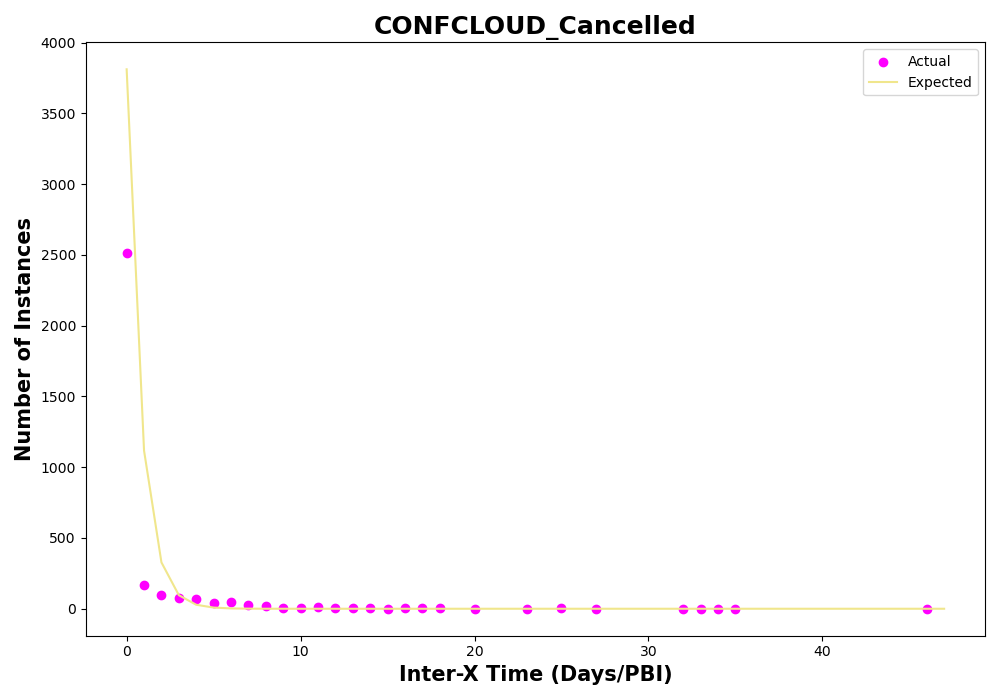 CONFCLOUD_Cancelled
Actual
Expected
4000
3500
3000
2500
2000
1500
1000
500
0
Number of Instances
0 10 20 30 40
Inter-X Time (Days/PBI)